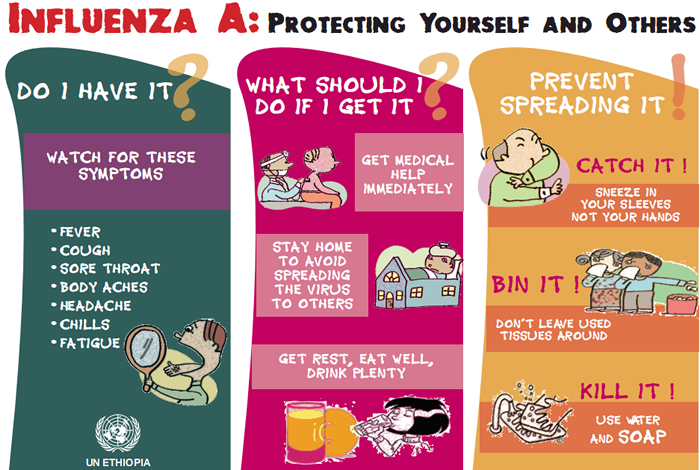 INFLUENZA A: PROTECTING YOURSELF AND OTHERS
DO I HAVE IT?
WATCH FOR THESE
SYMPTOMS
• FEVER
• COUGH
• SORE THROAT
• BODY ACHES
• HEADACHE
• CHILLS
• FATIGUE
UN ETHIOPIA
WHAT SHOULD I
DO IF I GET IT?
GET MEDICAL
HELP
IMMEDIATELY
STAY HOME
TO AVOID
SPREADING
THE VIRUS
TO OTHERS
GET REST, EAT WELL,
DRINK PLENTY
PREVENT
SPREADING IT!
CATCH IT!
SNEEZE IN
YOUR SLEEVES
NOT YOUR HANDS
BIN IT!
DON'T LEAVE USED
TISSUES AROUND
KILL IT!
USE WATER
AND SOAP